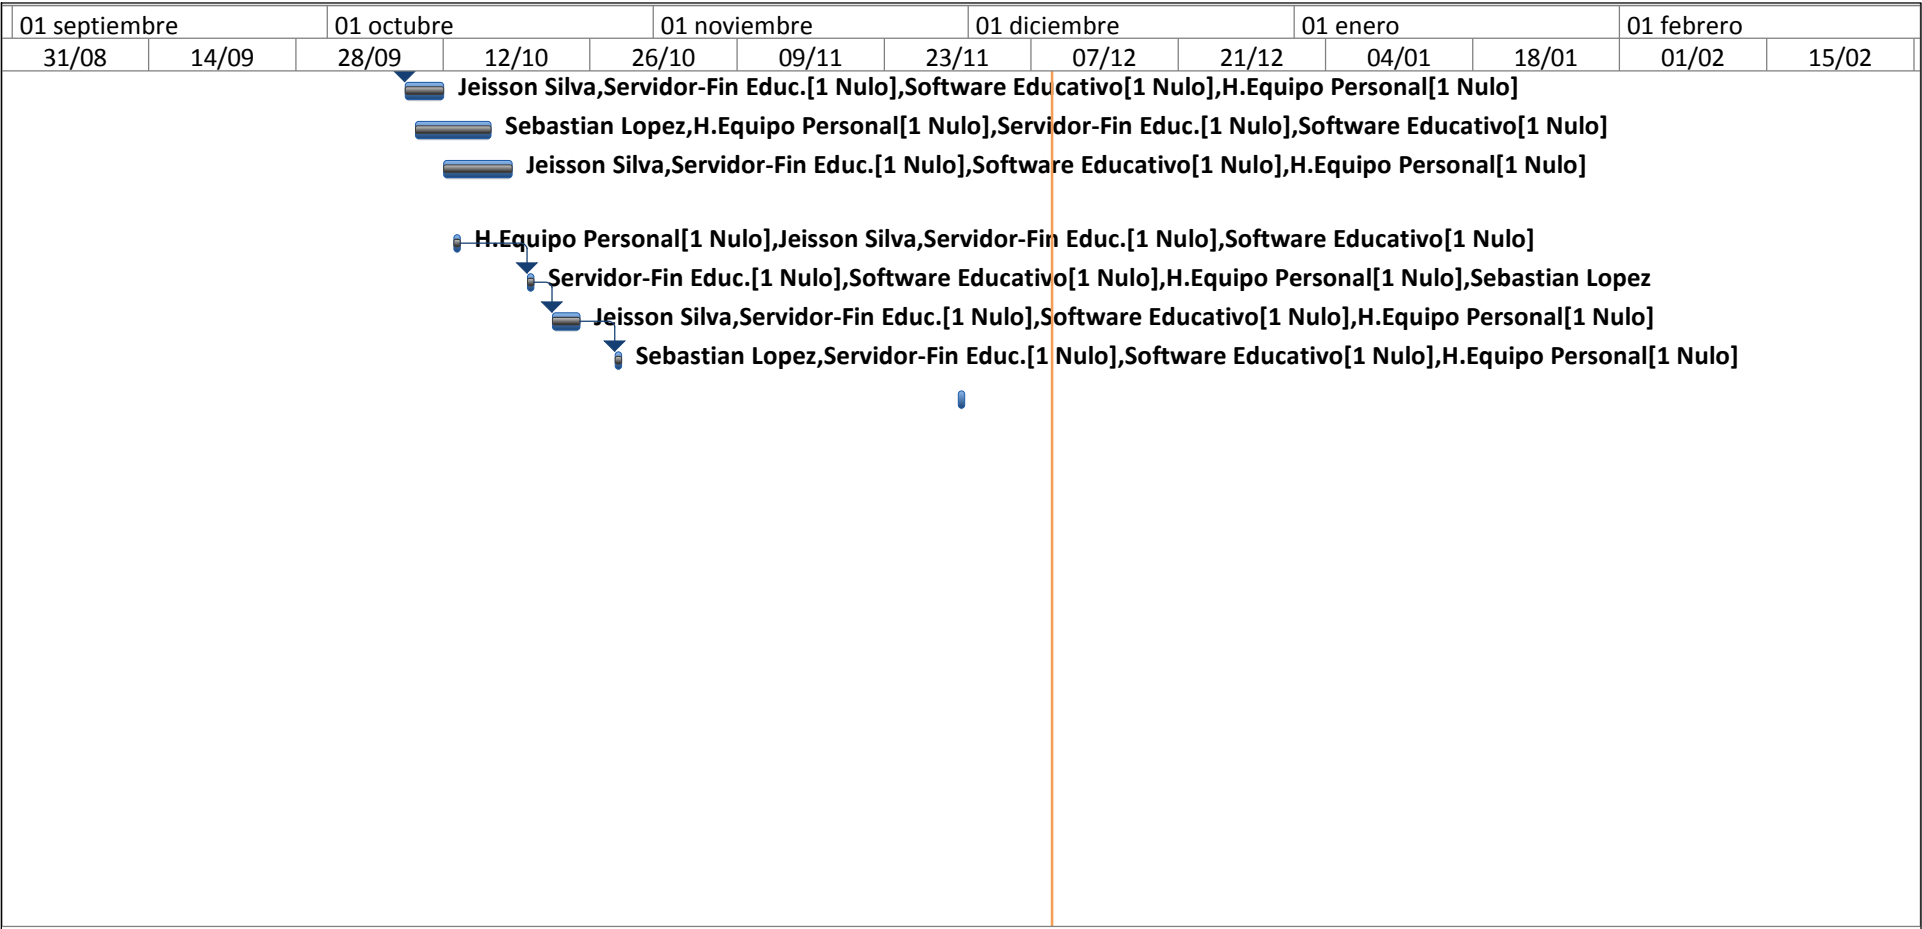 01 septiembre 01 octubre 01 noviembre 01 diciembre 01 enero 01 febrero
31/08 14/09 28/09 12/10 26/10 09/11 23/11 07/12 21/12 04/01 18/01 01/02 15/02
Jeisson Silva,Servidor-Fin Educ.[1 Nulo],Software Educativo[1 Nulo],H.Equipo Personal[1 Nulo]
Sebastian Lopez,H.Equipo Personal[1 Nulo],Servidor-Fin Educ.[1 Nulo],Software Educativo[1 Nulo]
Jeisson Silva,Servidor-Fin Educ.[1 Nulo],Software Educativo[1 Nulo],H.Equipo Personal[1 Nulo]
H.Equipo Personal[1 Nulo],Jeisson Silva,Servidor-Fin Educ.[1 Nulo],Software Educativo[1 Nulo]
Servidor-Fin Educ.[1 Nulo],Software Educativo[1 Nulo],H.Equipo Personal[1 Nulo],Sebastian Lopez
Jeisson Silva,Servidor-Fin Educ.[1 Nulo],Software Educativo[1 Nulo],H.Equipo Personal[1 Nulo]
Sebastian Lopez,Servidor-Fin Educ.[1 Nulo],Software Educativo[1 Nulo],H.Equipo Personal[1 Nulo]